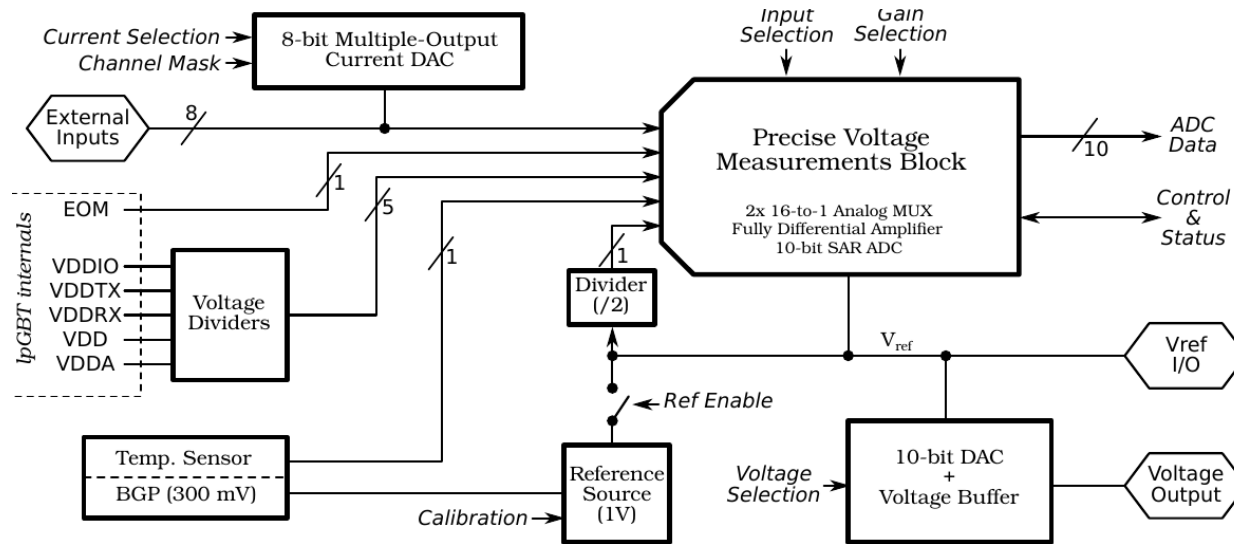 Current Selection
Channel Mask
8-bit Multiple-Output
Current DAC
Input
Selection
Gain
Selection
External
Inputs
8
Precise Voltage
Measurements Block
2x 16-to-1 Analog MUX
Fully Differential Amplifier
10-bit SAR ADC
10
ADC
Data
Control
&
Status
lpGBT internals
EOM
1
VDDIO
VDDTX
VDDRX
VDD
VDDA
Voltage
Dividers
5
1
1
Divider
(/2)
Vref
Vref
I/O
Ref Enable
Temp. Sensor
BGP (300 mV)
Reference
Source
(1V)
Calibration
Voltage
Selection
10-bit DAC
+
Voltage Buffer
Voltage
Output